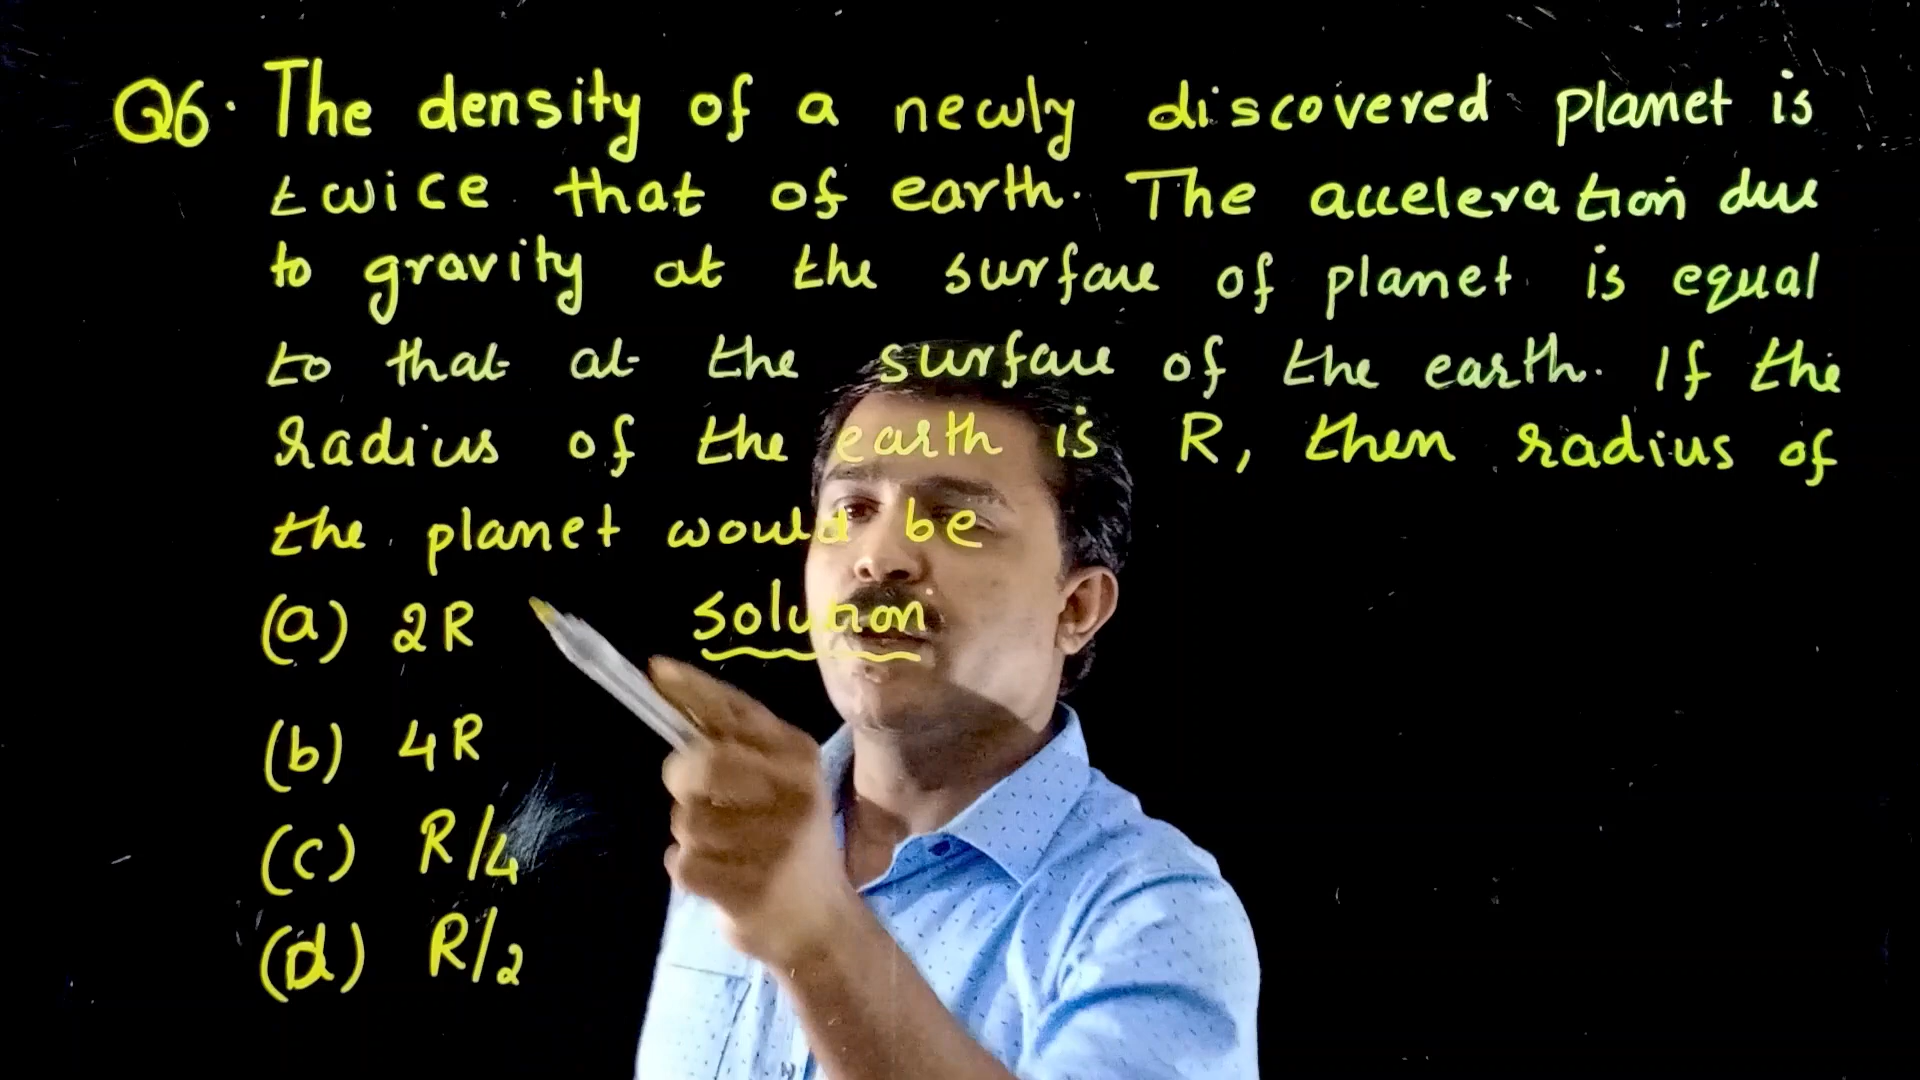 Q6. The density of a newly discovered planet is
twice that of earth. The acceleration due
to gravity at the surface of planet is equal
to that at the surface of the earth. If the
radius of the earth is R, then radius of
the planet would be
(a) 2R
solution
(b) 4R
(c) R/4
(d) R/2